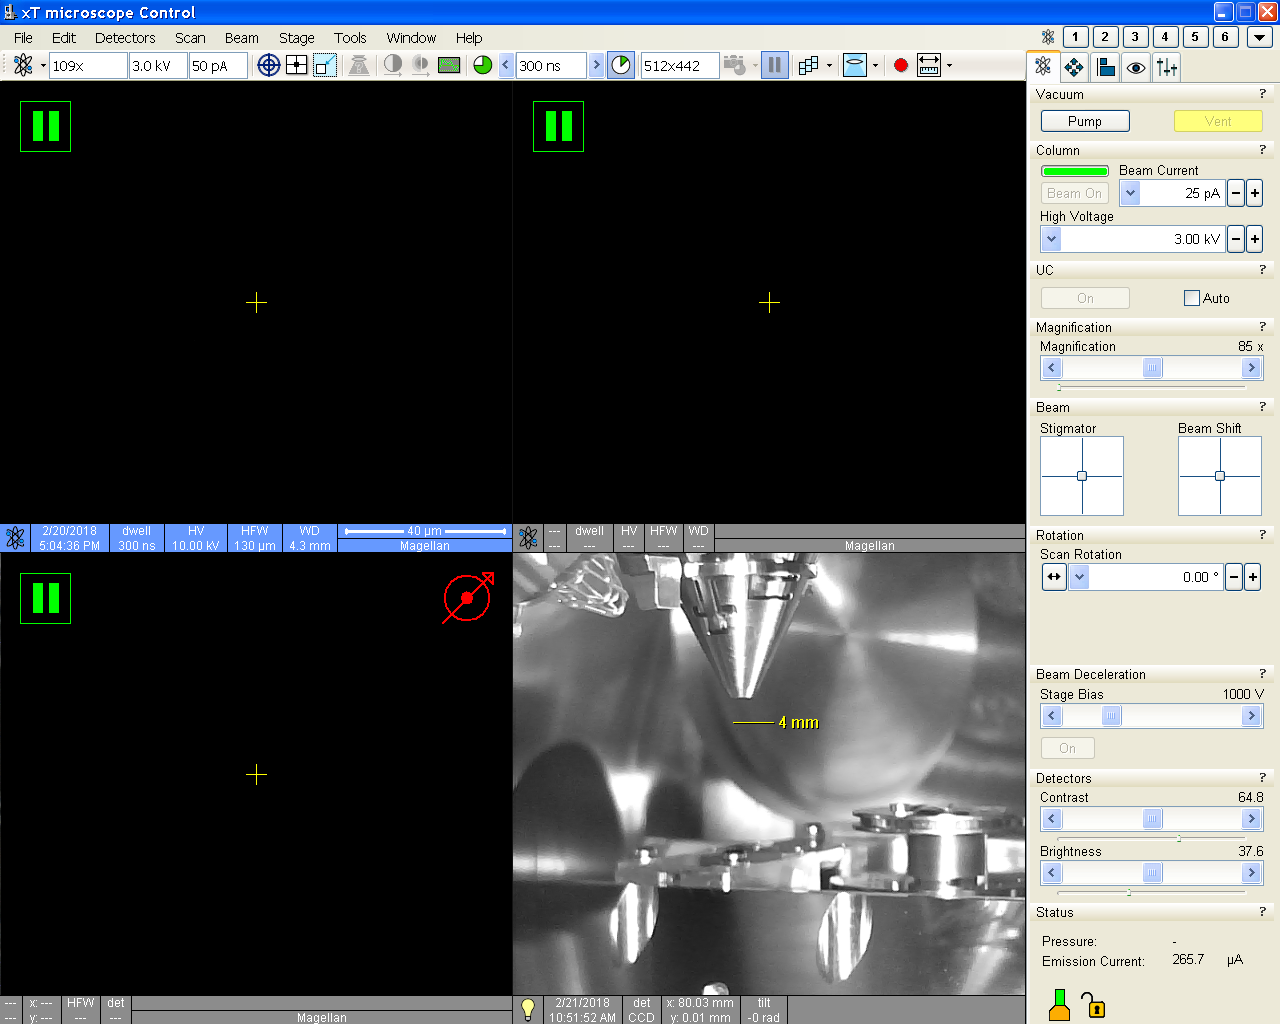 xT microscope Control
File Edit Detectors Scan Beam Stage Tools Window Help
1 2 3 4 5 6
109x 3.0 kV 50 pA 300 ns 512x442
Vacuum ?
Pump Vent
Column ?
Beam Current
Beam On 25 pA
High Voltage
3.00 kV
UC ?
On Auto
Magnification ?
Magnification 85 x
Beam ?
Stigmator Beam Shift
Rotation ?
Scan Rotation
0.00 °
Beam Deceleration ?
Stage Bias 1000 V
On
Detectors ?
Contrast 64.8
Brightness 37.6
Status ?
Pressure: -
Emission Current: 265.7 µA
2/20/2018 dwell HV HFW WD 40 µm
5:04:36 PM 300 ns 10.00 kV 130 µm 4.3 mm Magellan
--- dwell HV HFW WD
--- --- --- --- --- Magellan
4 mm
--- x: --- HFW det
--- y: --- --- --- Magellan
2/21/2018 det x: 80.03 mm tilt
10:51:52 AM CCD y: 0.01 mm -0 rad